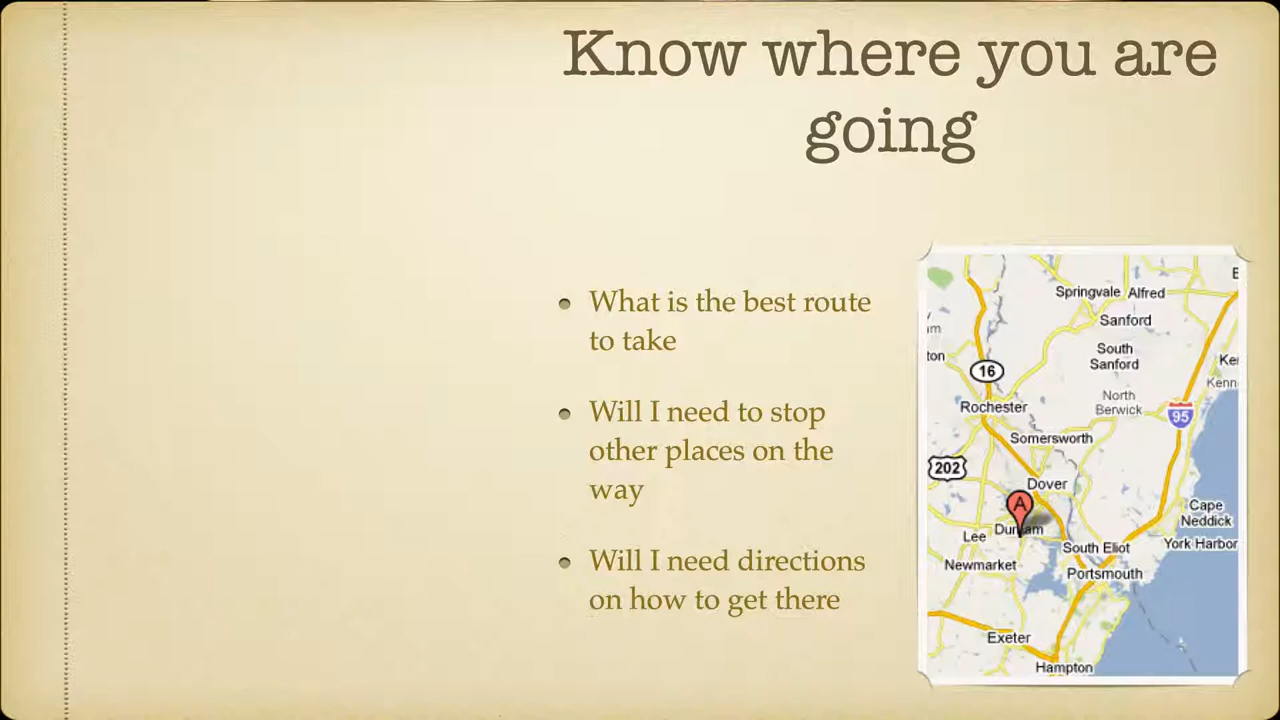 Know where you are
going
What is the best route
to take
Will I need to stop
other places on the
way
Will I need directions
on how to get there
Springvale Alfred
Sanford
South
Sanford
16
North
Berwick
Rochester
95
Somersworth
202
Dover
A
Durham
Cape
Neddick
Lee
South Eliot
York Harbor
Newmarket
Portsmouth
Exeter
Hampton